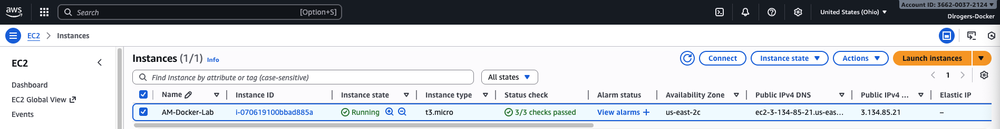 aws
Search [Option+S]
United States (Ohio)
Account ID: 3662-0037-2124
Dlrogers-Docker
EC2 Instances
EC2
Dashboard
EC2 Global View
Events
Instances (1/1) Info
Connect Instance state Actions Launch instances
Find Instance by attribute or tag (case-sensitive) All states
1
Name Instance ID Instance state Instance type Status check Alarm status Availability Zone Public IPv4 DNS Public IPv4 ... Elastic IP
AM-Docker-Lab i-070619100bbad885a Running t3.micro 3/3 checks passed View alarms + us-east-2c ec2-3-134-85-21.us-eas... 3.134.85.21 –